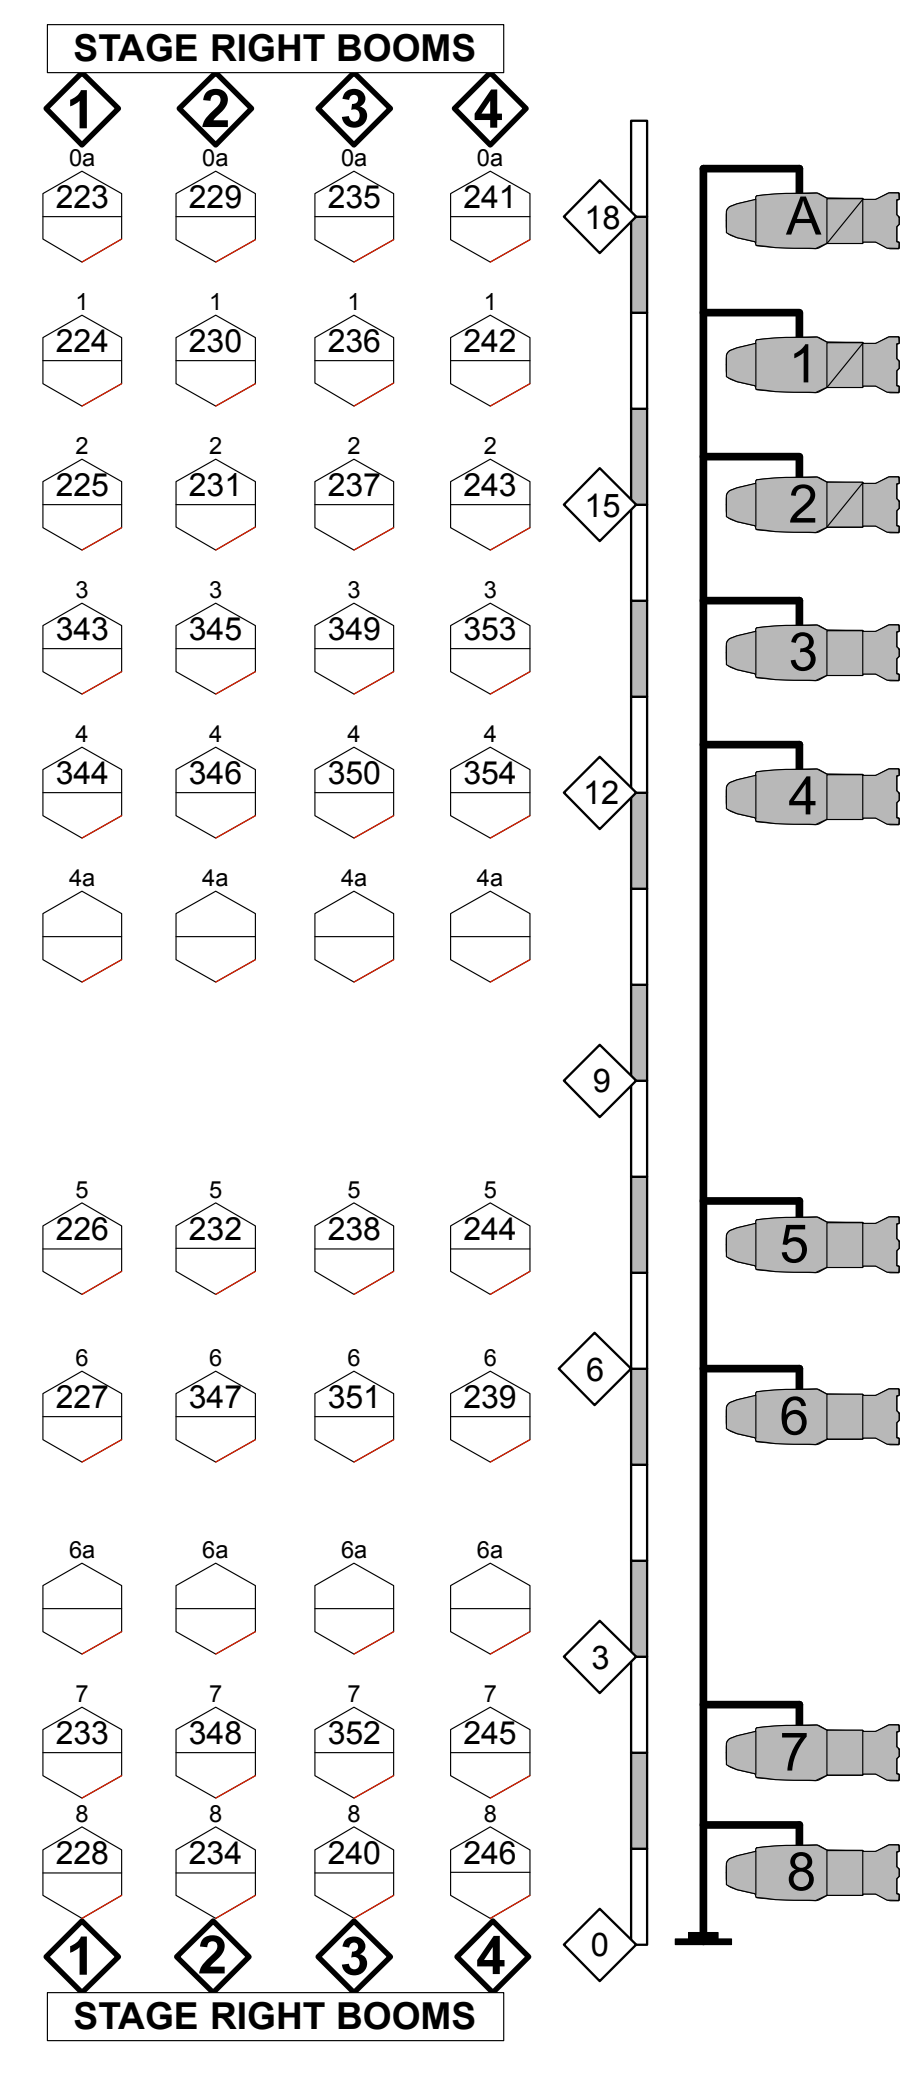 STAGE RIGHT BOOMS
1 2 3 4
0a 0a 0a 0a
223 229 235 241 18 A
1 1 1 1
224 230 236 242 1
2 2 2 2
225 231 237 243 15 2
3 3 3 3
343 345 349 353 3
4 4 4 4
344 346 350 354 12 4
4a 4a 4a 4a
9
5 5 5 5
226 232 238 244 5
6 6 6 6 6
227 347 351 239 6
6a 6a 6a 6a
3
7 7 7 7
233 348 352 245 7
8 8 8 8
228 234 240 246 8
1 2 3 4 0
STAGE RIGHT BOOMS